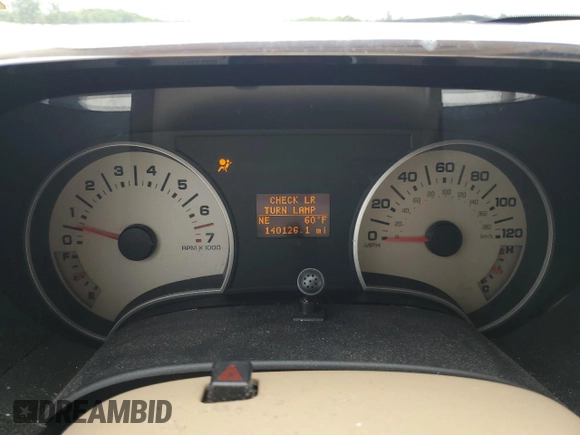 0 1 2 3 4 5 6 7
RPM X 1000
CHECK LR
TURN LAMP
NE 60°F
140126.1 mi
0 20 40 60 80 100 120
MPH
km/h
H
F
DREAMBID